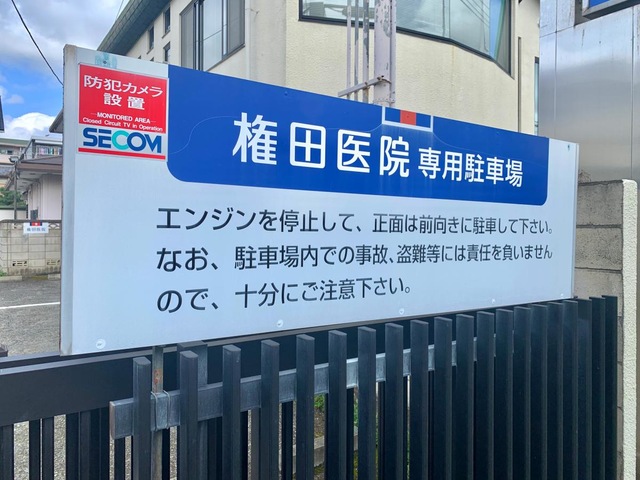 防犯カメラ
設置
—MONITORED AREA—
Closed Circuit TV in Operation
SECOM
権田医院 専用駐車場
エンジンを停止して、正面は前向きに駐車して下さい。
なお、駐車場内での事故、盗難等には責任を負いません
ので、十分にご注意下さい。